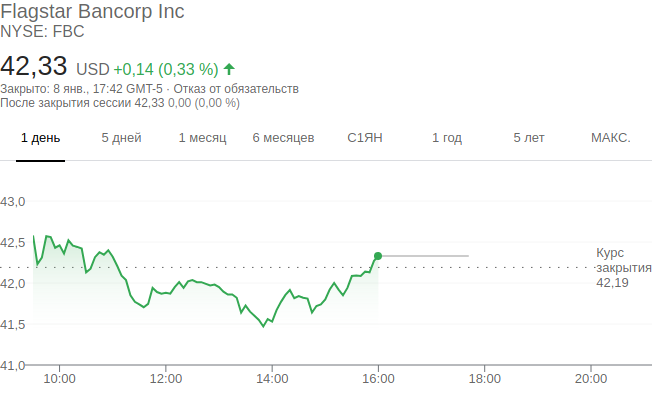 Flagstar Bancorp Inc
NYSE: FBC
42,33 USD +0,14 (0,33 %)
Закрыто: 8 янв., 17:42 GMT-5 · Отказ от обязательств
После закрытия сессии 42,33 0,00 (0,00 %)
1 день 5 дней 1 месяц 6 месяцев С1ЯН 1 год 5 лет МАКС.
43,0
42,5
Курс
закрытия
42,19
42,0
41,5
41,0
10:00 12:00 14:00 16:00 18:00 20:00